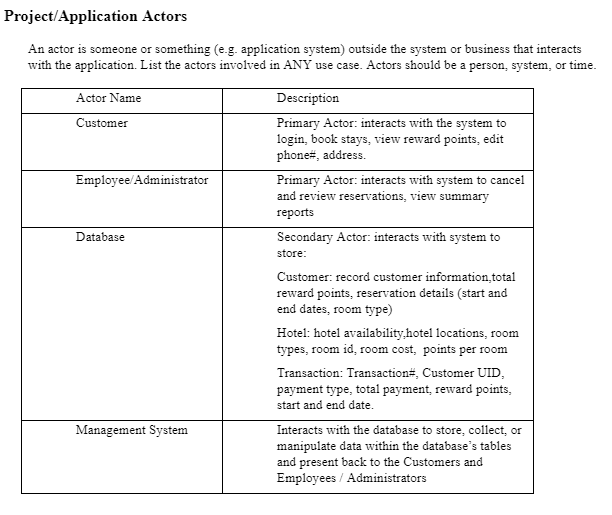 Project/Application Actors
An actor is someone or something (e.g. application system) outside the system or business that interacts
with the application. List the actors involved in ANY use case. Actors should be a person, system, or time.
Actor Name
Description
Customer
Primary Actor: interacts with the system to
login, book stays, view reward points, edit
phone#, address.
Employee/Administrator
Primary Actor: interacts with system to cancel
and review reservations, view summary
reports
Database
Secondary Actor: interacts with system to
store:
Customer: record customer information,total
reward points, reservation details (start and
end dates, room type)
Hotel: hotel availability,hotel locations, room
types, room id, room cost,  points per room
Transaction: Transaction#, Customer UID,
payment type, total payment, reward points,
start and end date.
Management System
Interacts with the database to store, collect, or
manipulate data within the database's tables
and present back to the Customers and
Employees / Administrators